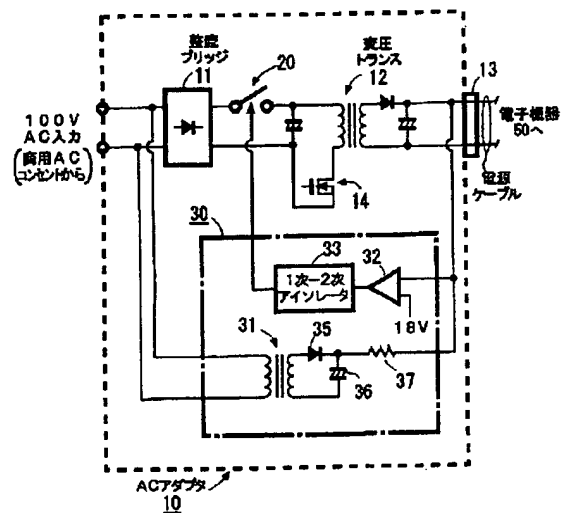 整流
ブリッジ
11
20
変圧
トランス
12
13
100V
AC入力
(商用AC
コンセントから)
電子機器
50へ
電源
ケーブル
14
30
33
1次ー2次
アイソレータ
32
18V
31
35
36
37
ACアダプタ
10